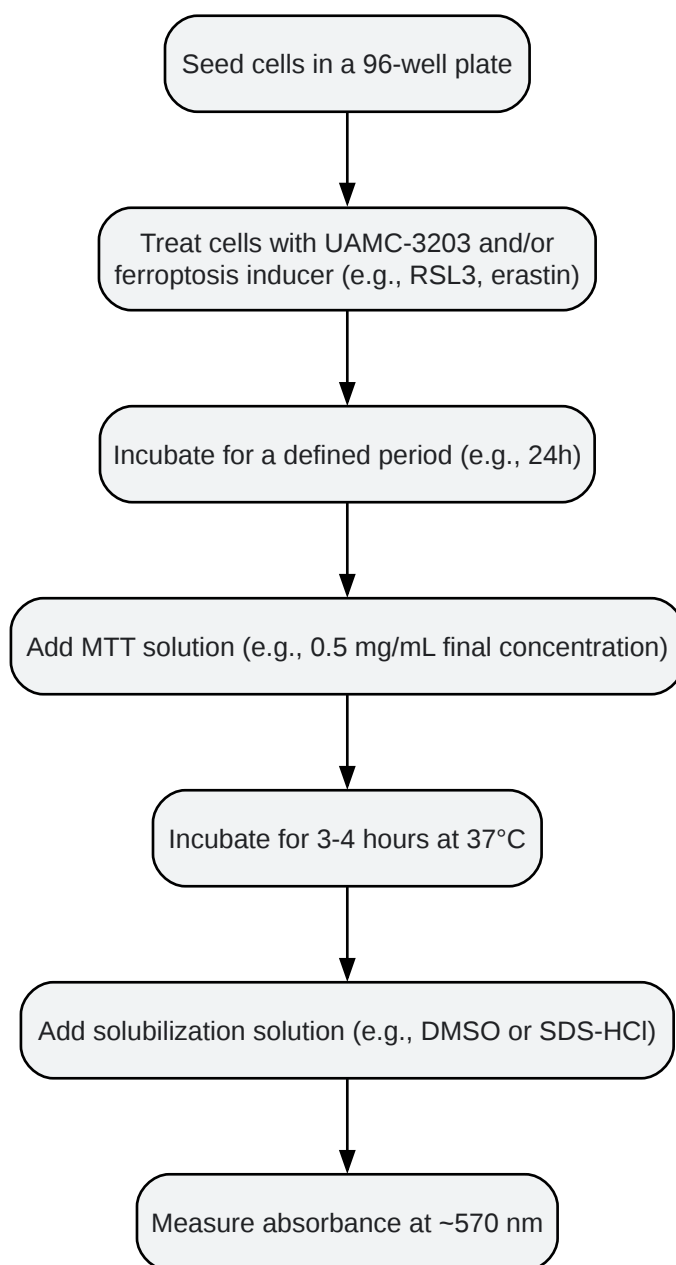 Seed cells in a 96-well plate
Treat cells with UAMC-3203 and/or
ferroptosis inducer (e.g., RSL3, erastin)
Incubate for a defined period (e.g., 24h)
Add MTT solution (e.g., 0.5 mg/mL final concentration)
Incubate for 3-4 hours at 37°C
Add solubilization solution (e.g., DMSO or SDS-HCl)
Measure absorbance at ~570 nm